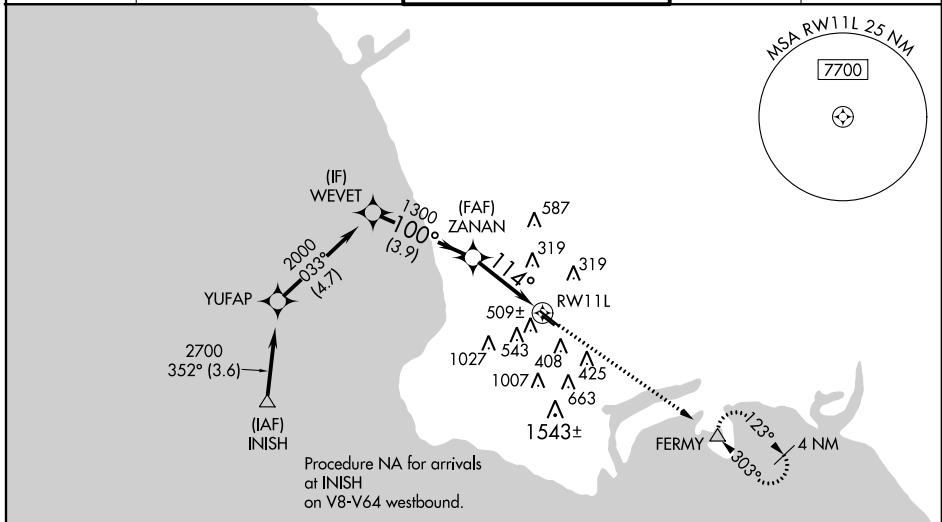 MSA RW11L 25 NM
7700
(IF)
WEVET
1300
100°
(3.9)
(FAF)
ZANAN
587
319
319
114°
2000
033°
(4.7)
YUFAP
RW11L
509±
543
1027
408
425
1007
663
1543±
2700
352° (3.6)
(IAF)
INISH
FERMY
123°
4 NM
303°
Procedure NA for arrivals
at INISH
on V8-V64 westbound.